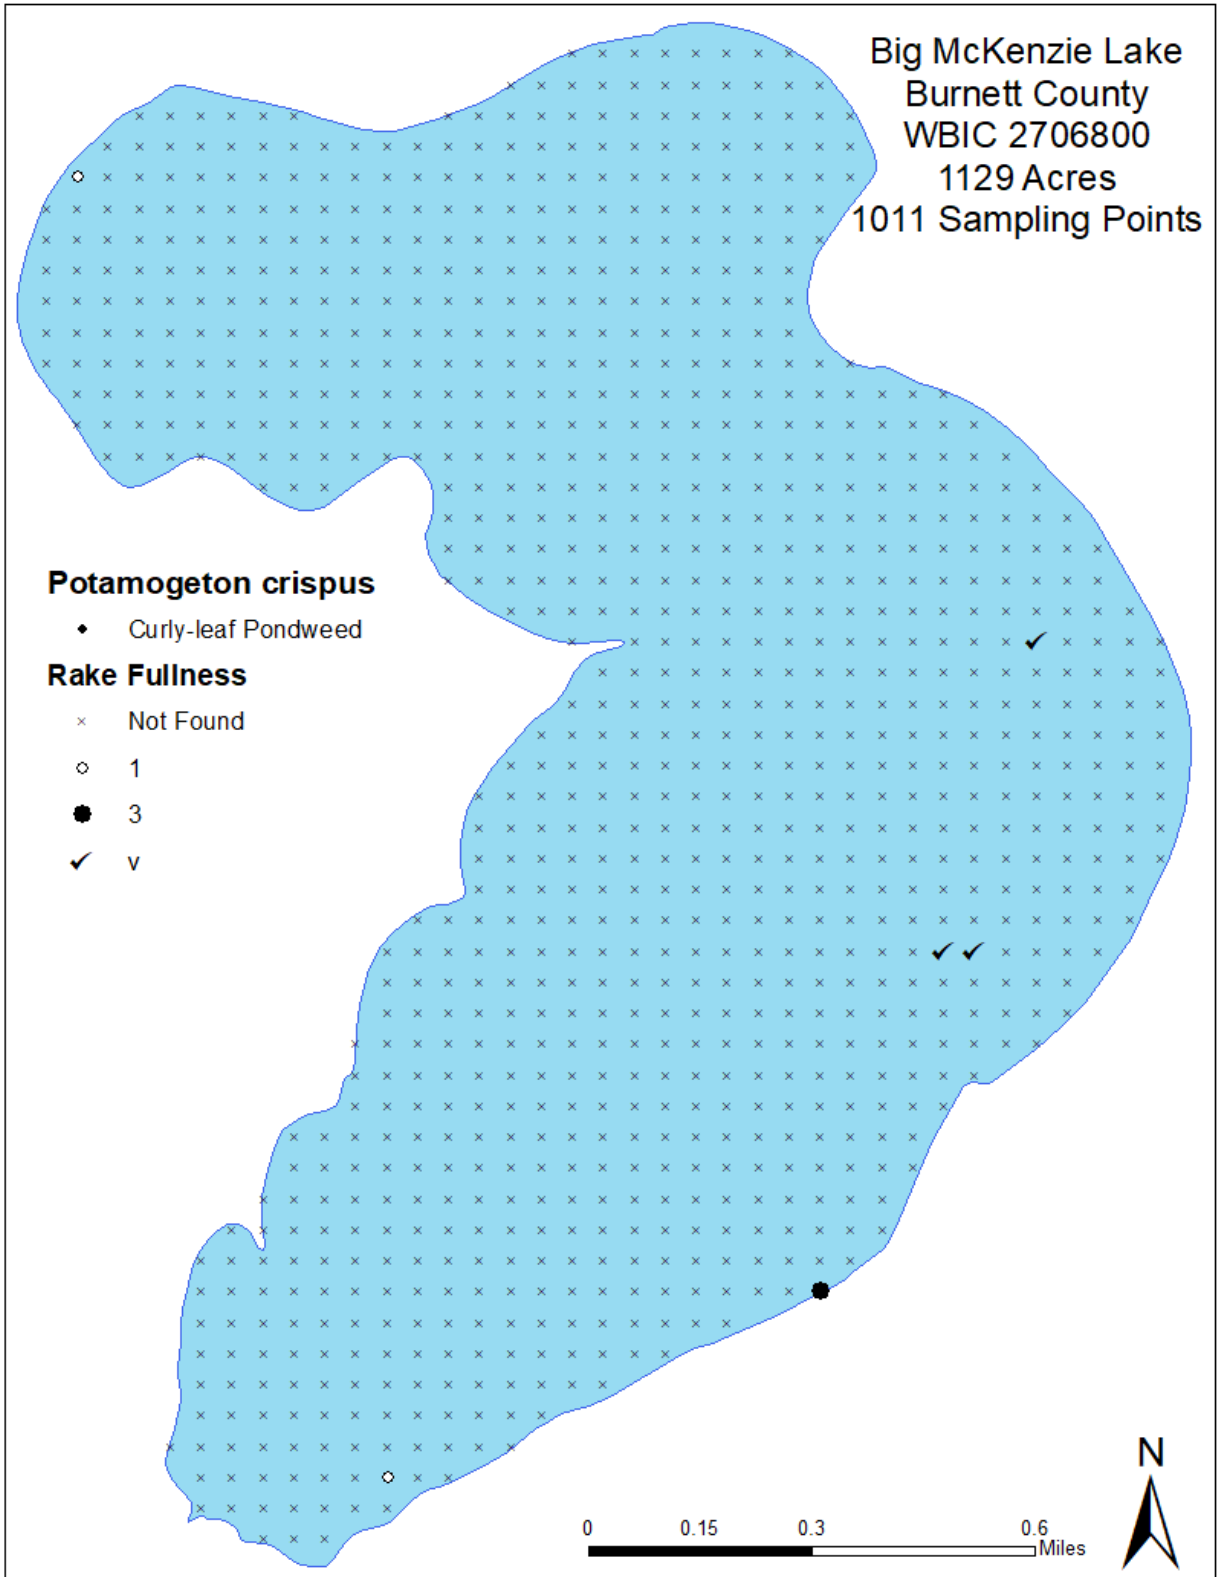 Big McKenzie Lake
Burnett County
WBIC 2706800
1129 Acres
1011 Sampling Points
Potamogeton crispus
Curly-leaf Pondweed
Rake Fullness
Not Found
1
3
v
N
0 0.15 0.3 0.6
Miles